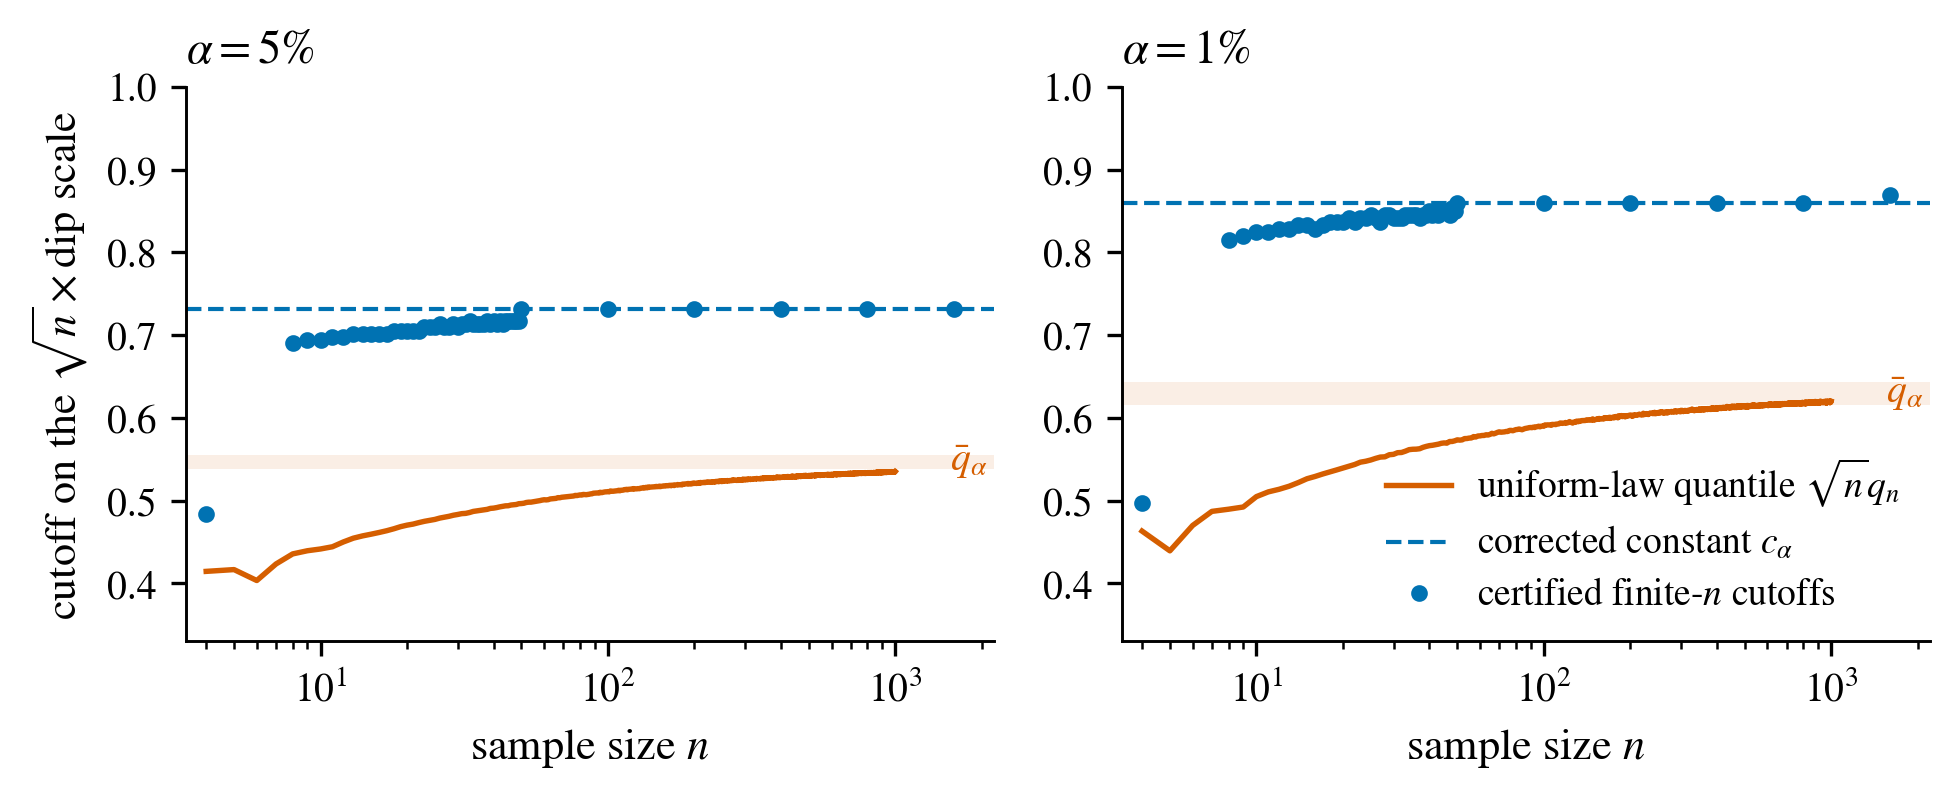 α = 5%
cutoff on the √n × dip scale
1.0
0.9
0.8
0.7
0.6
0.5
0.4
q̄α
10¹ 10² 10³
sample size n
α = 1%
1.0
0.9
0.8
0.7
0.6
0.5
0.4
q̄α
uniform-law quantile √n qₙ
corrected constant cα
certified finite-n cutoffs
10¹ 10² 10³
sample size n